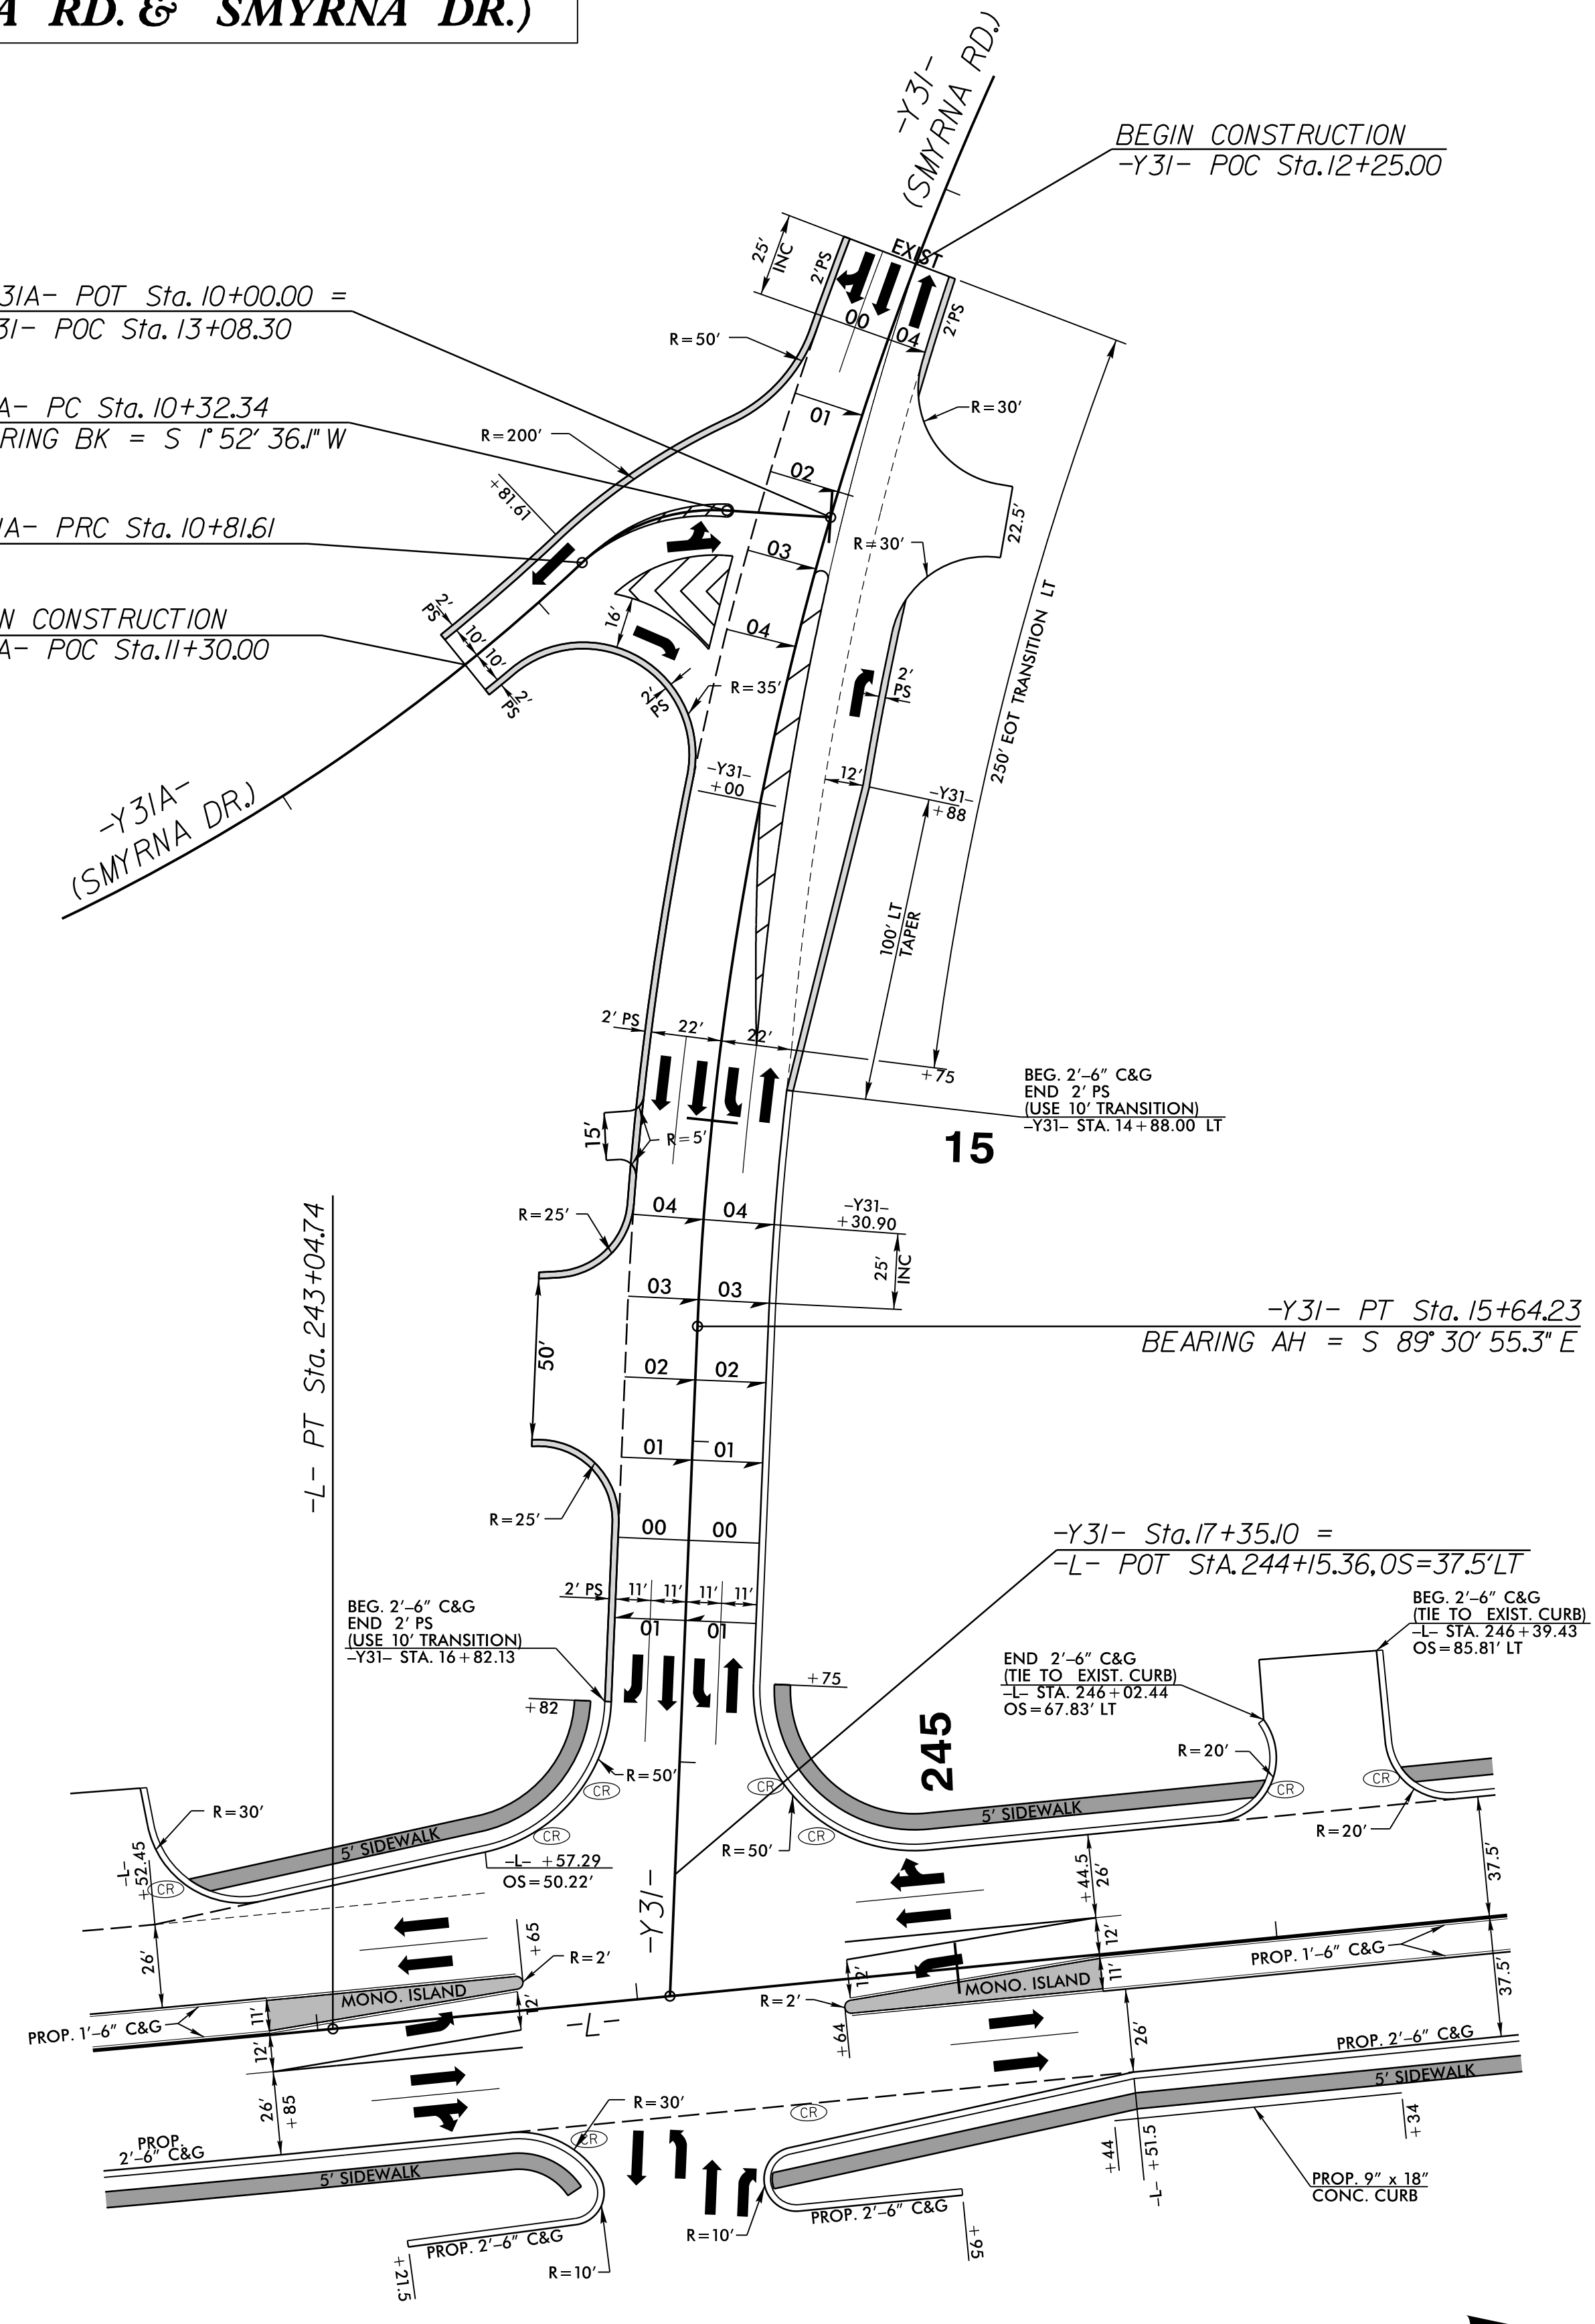 A RD. & SMYRNA DR.)
-Y31-
(SMYRNA RD.)
BEGIN CONSTRUCTION
-Y31- POC Sta. 12+25.00
25'
INC
2'PS
EXIST
00
04
2'PS
31A- POT Sta. 10+00.00 =
31- POC Sta. 13+08.30
R=50'
R=30'
01
A- PC Sta. 10+32.34
RING BK = S 1° 52' 36.1" W
R=200'
+81.61
02
22.5'
1A- PRC Sta. 10+81.61
03
R=30'
N CONSTRUCTION
A- POC Sta. 11+30.00
2'
PS
10'
10'
2'
PS
16'
04
2'
PS
R=35'
2'
PS
250' EOT TRANSITION LT
-Y31-
+00
12'
-Y31-
+88
-Y31A-
(SMYRNA DR.)
100' LT
TAPER
2' PS
22'
22'
+75
BEG. 2'-6" C&G
END 2' PS
(USE 10' TRANSITION)
-Y31- STA. 14+88.00 LT
15
15'
R=5'
04
04
-Y31-
+30.90
R=25'
25'
INC
03
03
-L- PT Sta. 243+04.74
-Y31- PT Sta. 15+64.23
BEARING AH = S 89° 30' 55.3" E
50'
02
02
01
01
R=25'
00
00
-Y31- Sta. 17+35.10 =
-L- POT StA. 244+15.36, OS=37.5' LT
2' PS
11'
11'
11'
11'
01
01
BEG. 2'-6" C&G
END 2' PS
(USE 10' TRANSITION)
-Y31- STA. 16+82.13
BEG. 2'-6" C&G
(TIE TO EXIST. CURB)
-L- STA. 246+39.43
OS=85.81' LT
END 2'-6" C&G
(TIE TO EXIST. CURB)
-L- STA. 246+02.44
OS=67.83' LT
+82
+75
245
R=20'
R=50'
CR
CR
CR
CR
R=30'
5' SIDEWALK
CR
5' SIDEWALK
R=20'
R=50'
CR
-L-
+52.45
CR
-L- +57.29
OS=50.22'
-Y31-
+44.5
26'
37.5'
26'
+65
R=2'
12'
PROP. 1'-6" C&G
MONO. ISLAND
12'
11'
12'
MONO. ISLAND
11'
R=2'
37.5'
PROP. 1'-6" C&G
12'
-L-
+64
26'
PROP. 2'-6" C&G
26'
+85
R=30'
CR
5' SIDEWALK
PROP.
2'-6" C&G
CR
+44
+51.5
-L-
+34
5' SIDEWALK
PROP. 9" x 18"
CONC. CURB
PROP. 2'-6" C&G
R=10'
+95
PROP. 2'-6" C&G
+21.5
R=10'